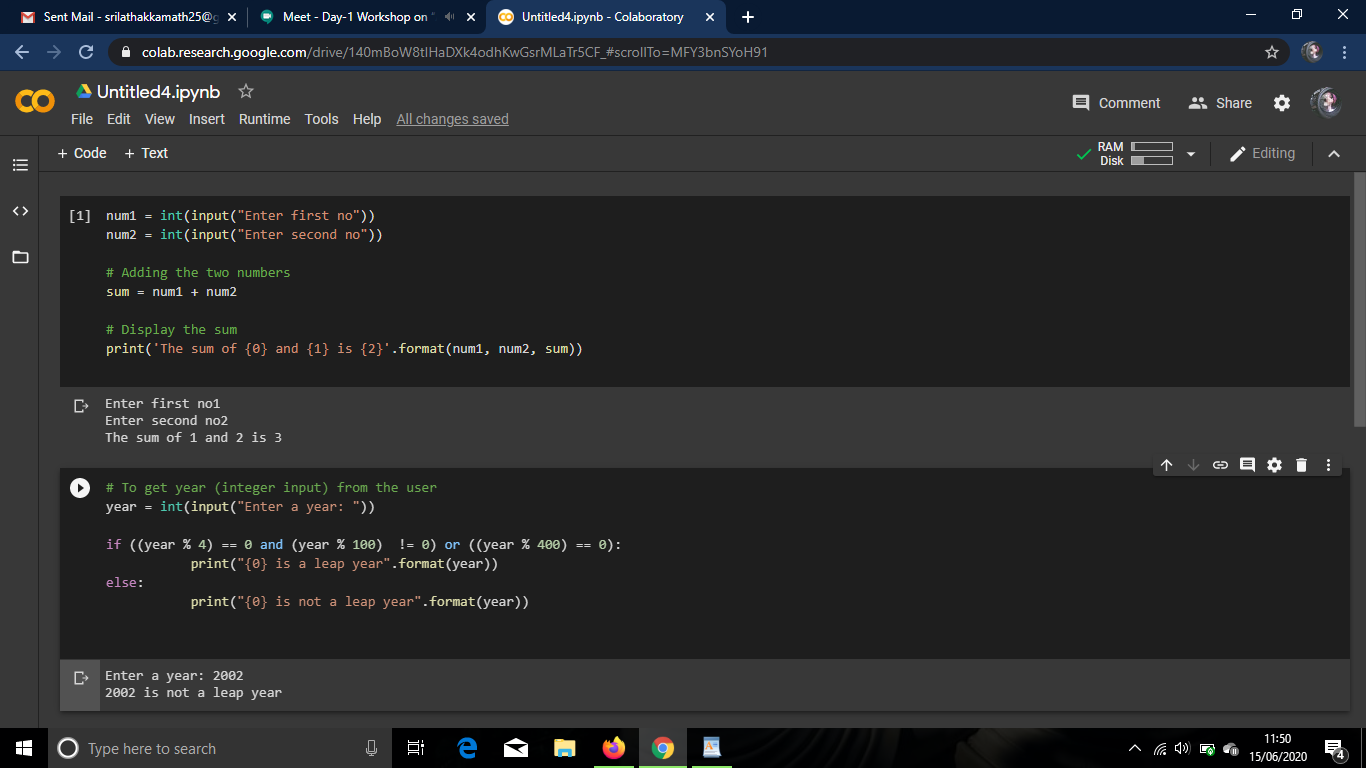 Sent Mail - srilathakkamath25@g
Meet - Day-1 Workshop on
Untitled4.ipynb - Colaboratory
colab.research.google.com/drive/140mBoW8tIHaDXk4odhKwGsrMLaTr5CF_#scrollTo=MFY3bnSYoH91
Untitled4.ipynb
Comment Share
File Edit View Insert Runtime Tools Help All changes saved
+ Code + Text
RAM
Disk
Editing
[1] num1 = int(input("Enter first no"))
num2 = int(input("Enter second no"))
# Adding the two numbers
sum = num1 + num2
# Display the sum
print('The sum of {0} and {1} is {2}'.format(num1, num2, sum))
Enter first no1
Enter second no2
The sum of 1 and 2 is 3
# To get year (integer input) from the user
year = int(input("Enter a year: "))
if ((year % 4) == 0 and (year % 100)  != 0) or ((year % 400) == 0):
print("{0} is a leap year".format(year))
else:
print("{0} is not a leap year".format(year))
Enter a year: 2002
2002 is not a leap year
Type here to search
11:50
15/06/2020
4